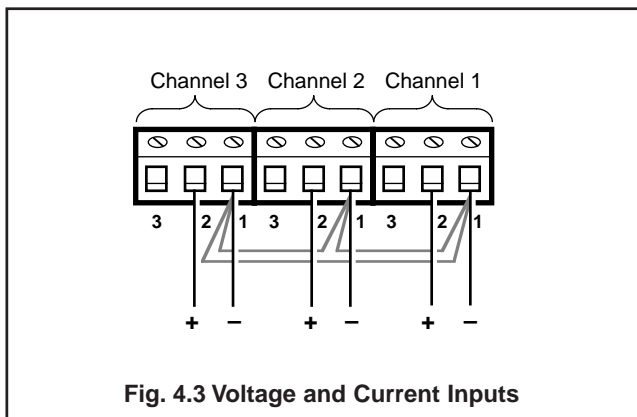 Channel 3 Channel 2 Channel 1
3 2 1 3 2 1 3 2 1
+ – + – + –
Fig. 4.3 Voltage and Current Inputs